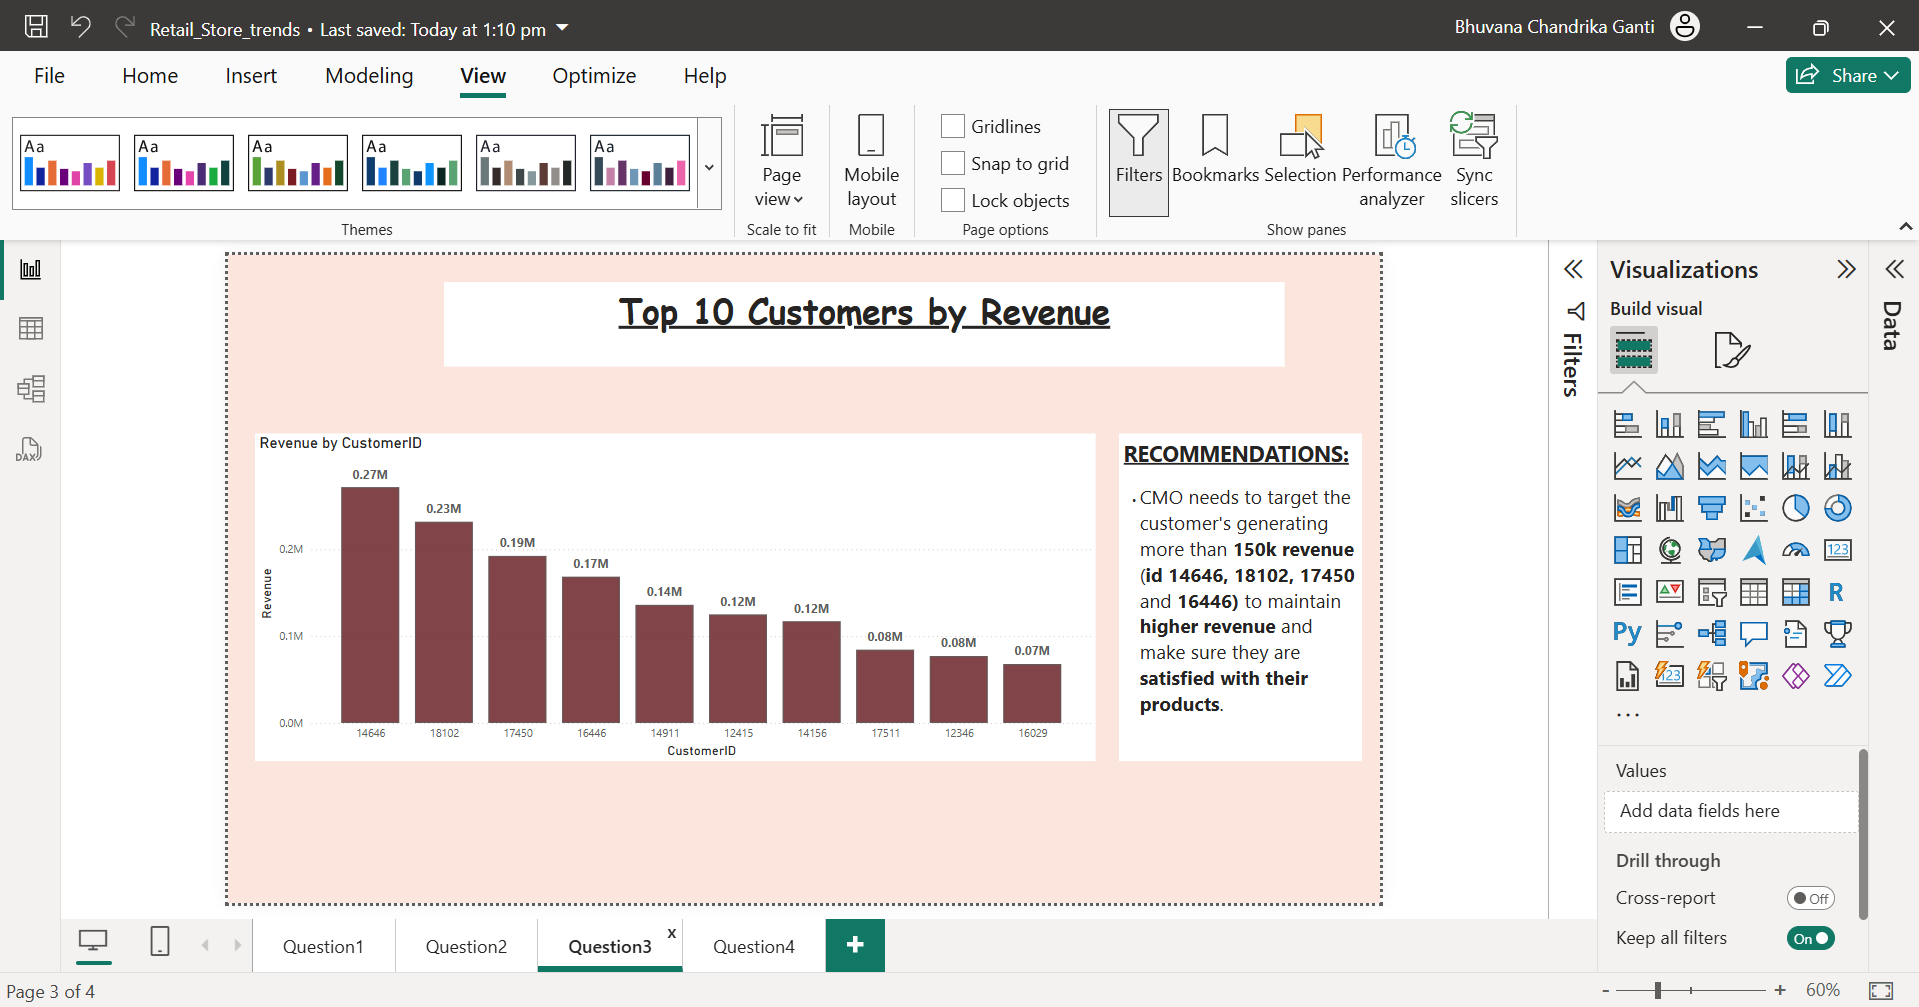 Retail_Store_trends • Last saved: Today at 1:10 pm
Bhuvana Chandrika Ganti
File Home Insert Modeling View Optimize Help
Share
Aa Aa Aa Aa Aa Aa
Themes
Page view
Scale to fit
Mobile layout
Mobile
Gridlines
Snap to grid
Lock objects
Page options
Filters
Bookmarks
Selection
Performance analyzer
Sync slicers
Show panes
DAX
Top 10 Customers by Revenue
Revenue by CustomerID
0.27M
0.23M
0.19M
0.17M
0.14M
0.12M
0.12M
0.08M
0.08M
0.07M
0.2M
0.1M
0.0M
Revenue
14646 18102 17450 16446 14911 12415 14156 17511 12346 16029
CustomerID
RECOMMENDATIONS:
• CMO needs to target the
customer's generating
more than 150k revenue
(id 14646, 18102, 17450
and 16446) to maintain
higher revenue and
make sure they are
satisfied with their
products.
Filters
Visualizations
Build visual
123
R
Py
123
...
Values
Add data fields here
Drill through
Cross-report Off
Keep all filters On
Data
Question1 Question2 Question3 x Question4 +
Page 3 of 4
- + 60%